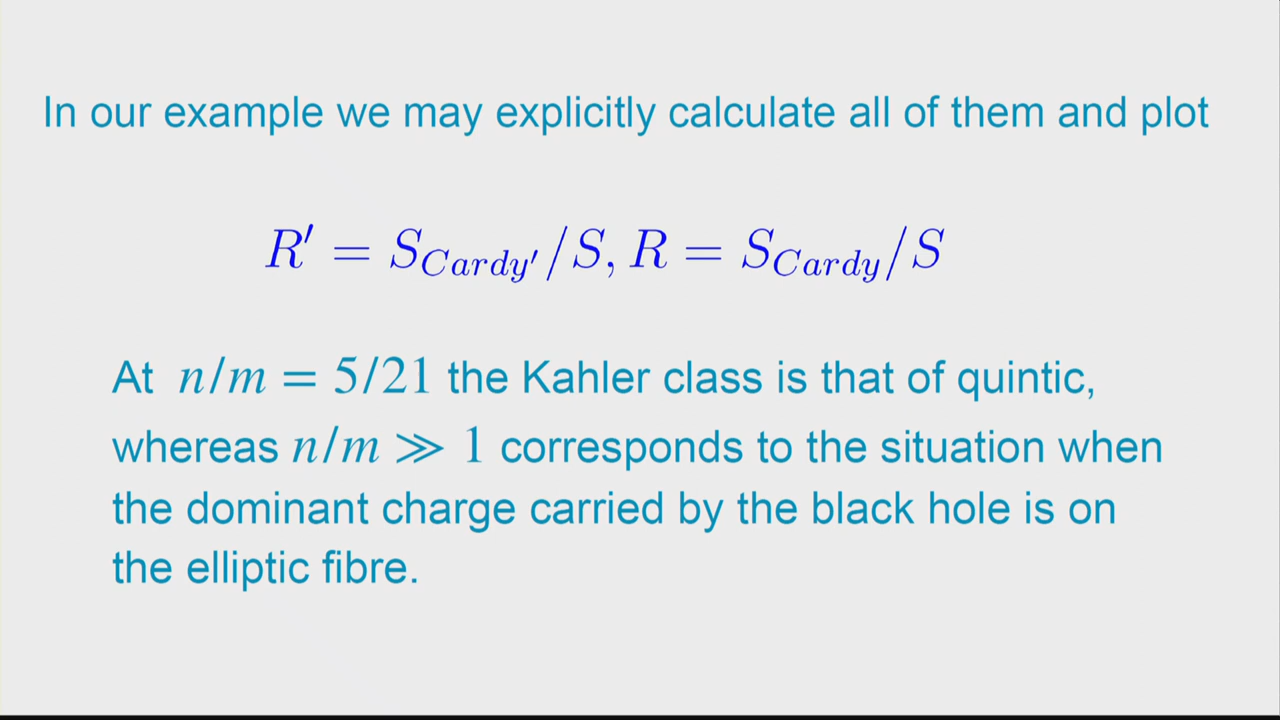 In our example we may explicitly calculate all of them and plot
R′ = S_{Cardy′}/S, R = S_{Cardy}/S
At n/m = 5/21 the Kahler class is that of quintic,
whereas n/m ≫ 1 corresponds to the situation when
the dominant charge carried by the black hole is on
the elliptic fibre.